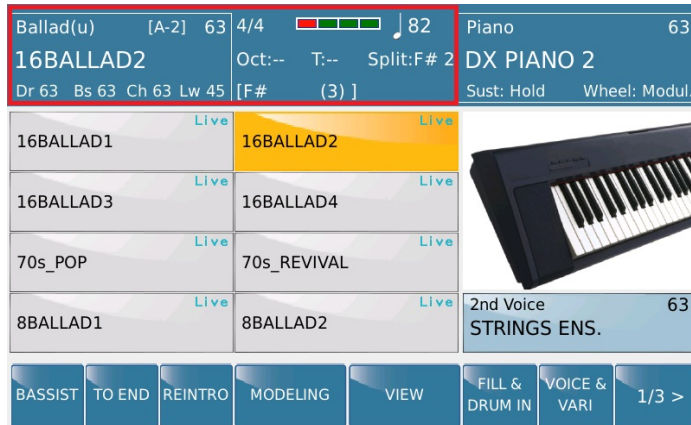 Ballad(u) [A-2] 63 4/4 82 Piano 63
16BALLAD2 Oct:-- T:-- Split:F# 2 DX PIANO 2
Dr 63 Bs 63 Ch 63 Lw 45 [F# (3) ] Sust: Hold Wheel: Modul.
Live Live
16BALLAD1 16BALLAD2
Live Live
16BALLAD3 16BALLAD4
Live Live
70s_POP 70s_REVIVAL
Live Live
8BALLAD1 8BALLAD2
2nd Voice 63
STRINGS ENS.
BASSIST TO END REINTRO MODELING VIEW FILL & DRUM IN VOICE & VARI 1/3 >